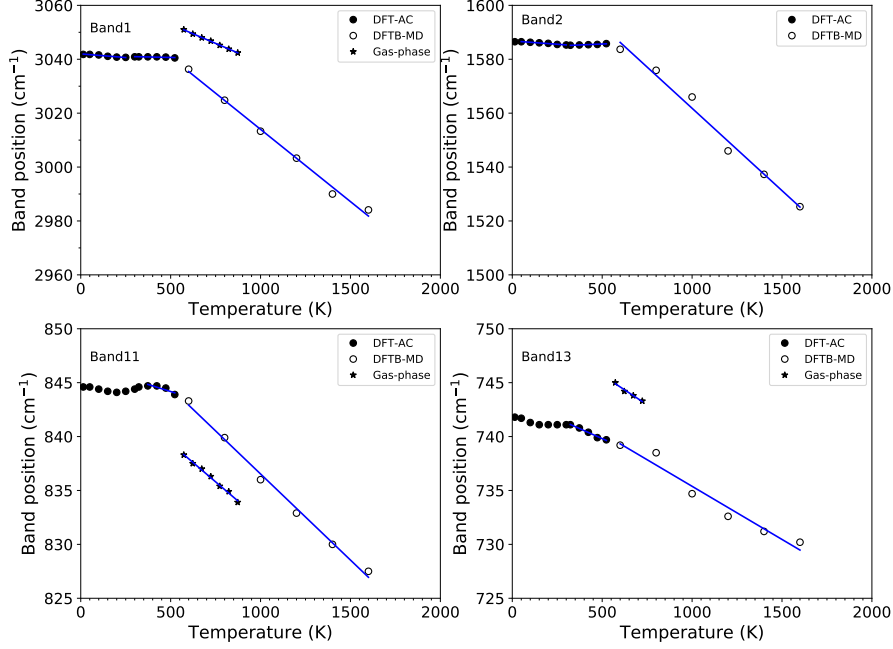 3060
3040
3020
3000
2980
2960
Band position (cm⁻¹)
Band1
DFT-AC
DFTB-MD
Gas-phase
0 500 1000 1500 2000
Temperature (K)
1600
1580
1560
1540
1520
1500
Band position (cm⁻¹)
Band2
DFT-AC
DFTB-MD
0 500 1000 1500 2000
Temperature (K)
850
845
840
835
830
825
Band position (cm⁻¹)
Band11
DFT-AC
DFTB-MD
Gas-phase
0 500 1000 1500 2000
Temperature (K)
750
745
740
735
730
725
Band position (cm⁻¹)
Band13
DFT-AC
DFTB-MD
Gas-phase
0 500 1000 1500 2000
Temperature (K)